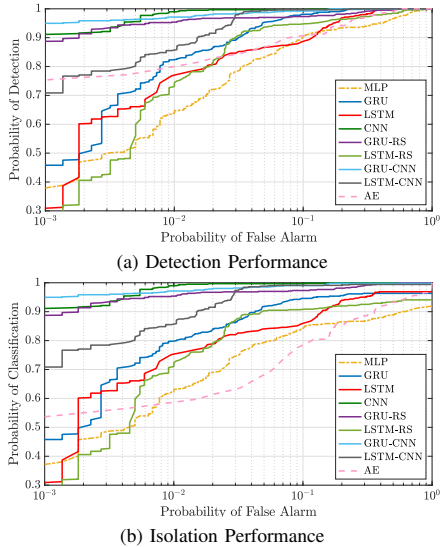 1
0.9
0.8
0.7
0.6
0.5
0.4
0.3
Probability of Detection
10-3
10-2
10-1
100
Probability of False Alarm
MLP
GRU
LSTM
CNN
GRU-RS
LSTM-RS
GRU-CNN
LSTM-CNN
AE
(a) Detection Performance
1
0.9
0.8
0.7
0.6
0.5
0.4
0.3
Probability of Classification
10-3
10-2
10-1
100
Probability of False Alarm
MLP
GRU
LSTM
CNN
GRU-RS
LSTM-RS
GRU-CNN
LSTM-CNN
AE
(b) Isolation Performance